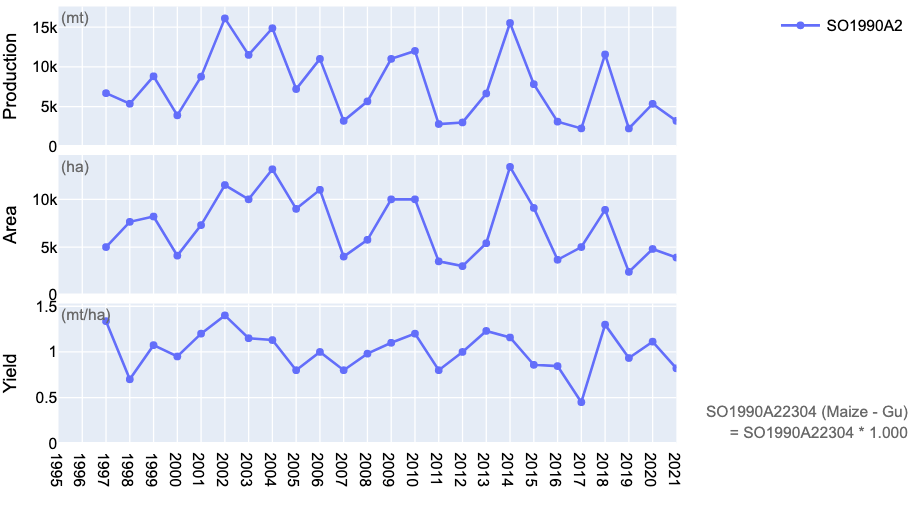 (mt)
SO1990A2
Production
15k
10k
5k
0
(ha)
Area
10k
5k
0
(mt/ha)
Yield
1.5
1
0.5
0
SO1990A22304 (Maize - Gu)
= SO1990A22304 * 1.000
1995
1996
1997
1998
1999
2000
2001
2002
2003
2004
2005
2006
2007
2008
2009
2010
2011
2012
2013
2014
2015
2016
2017
2018
2019
2020
2021